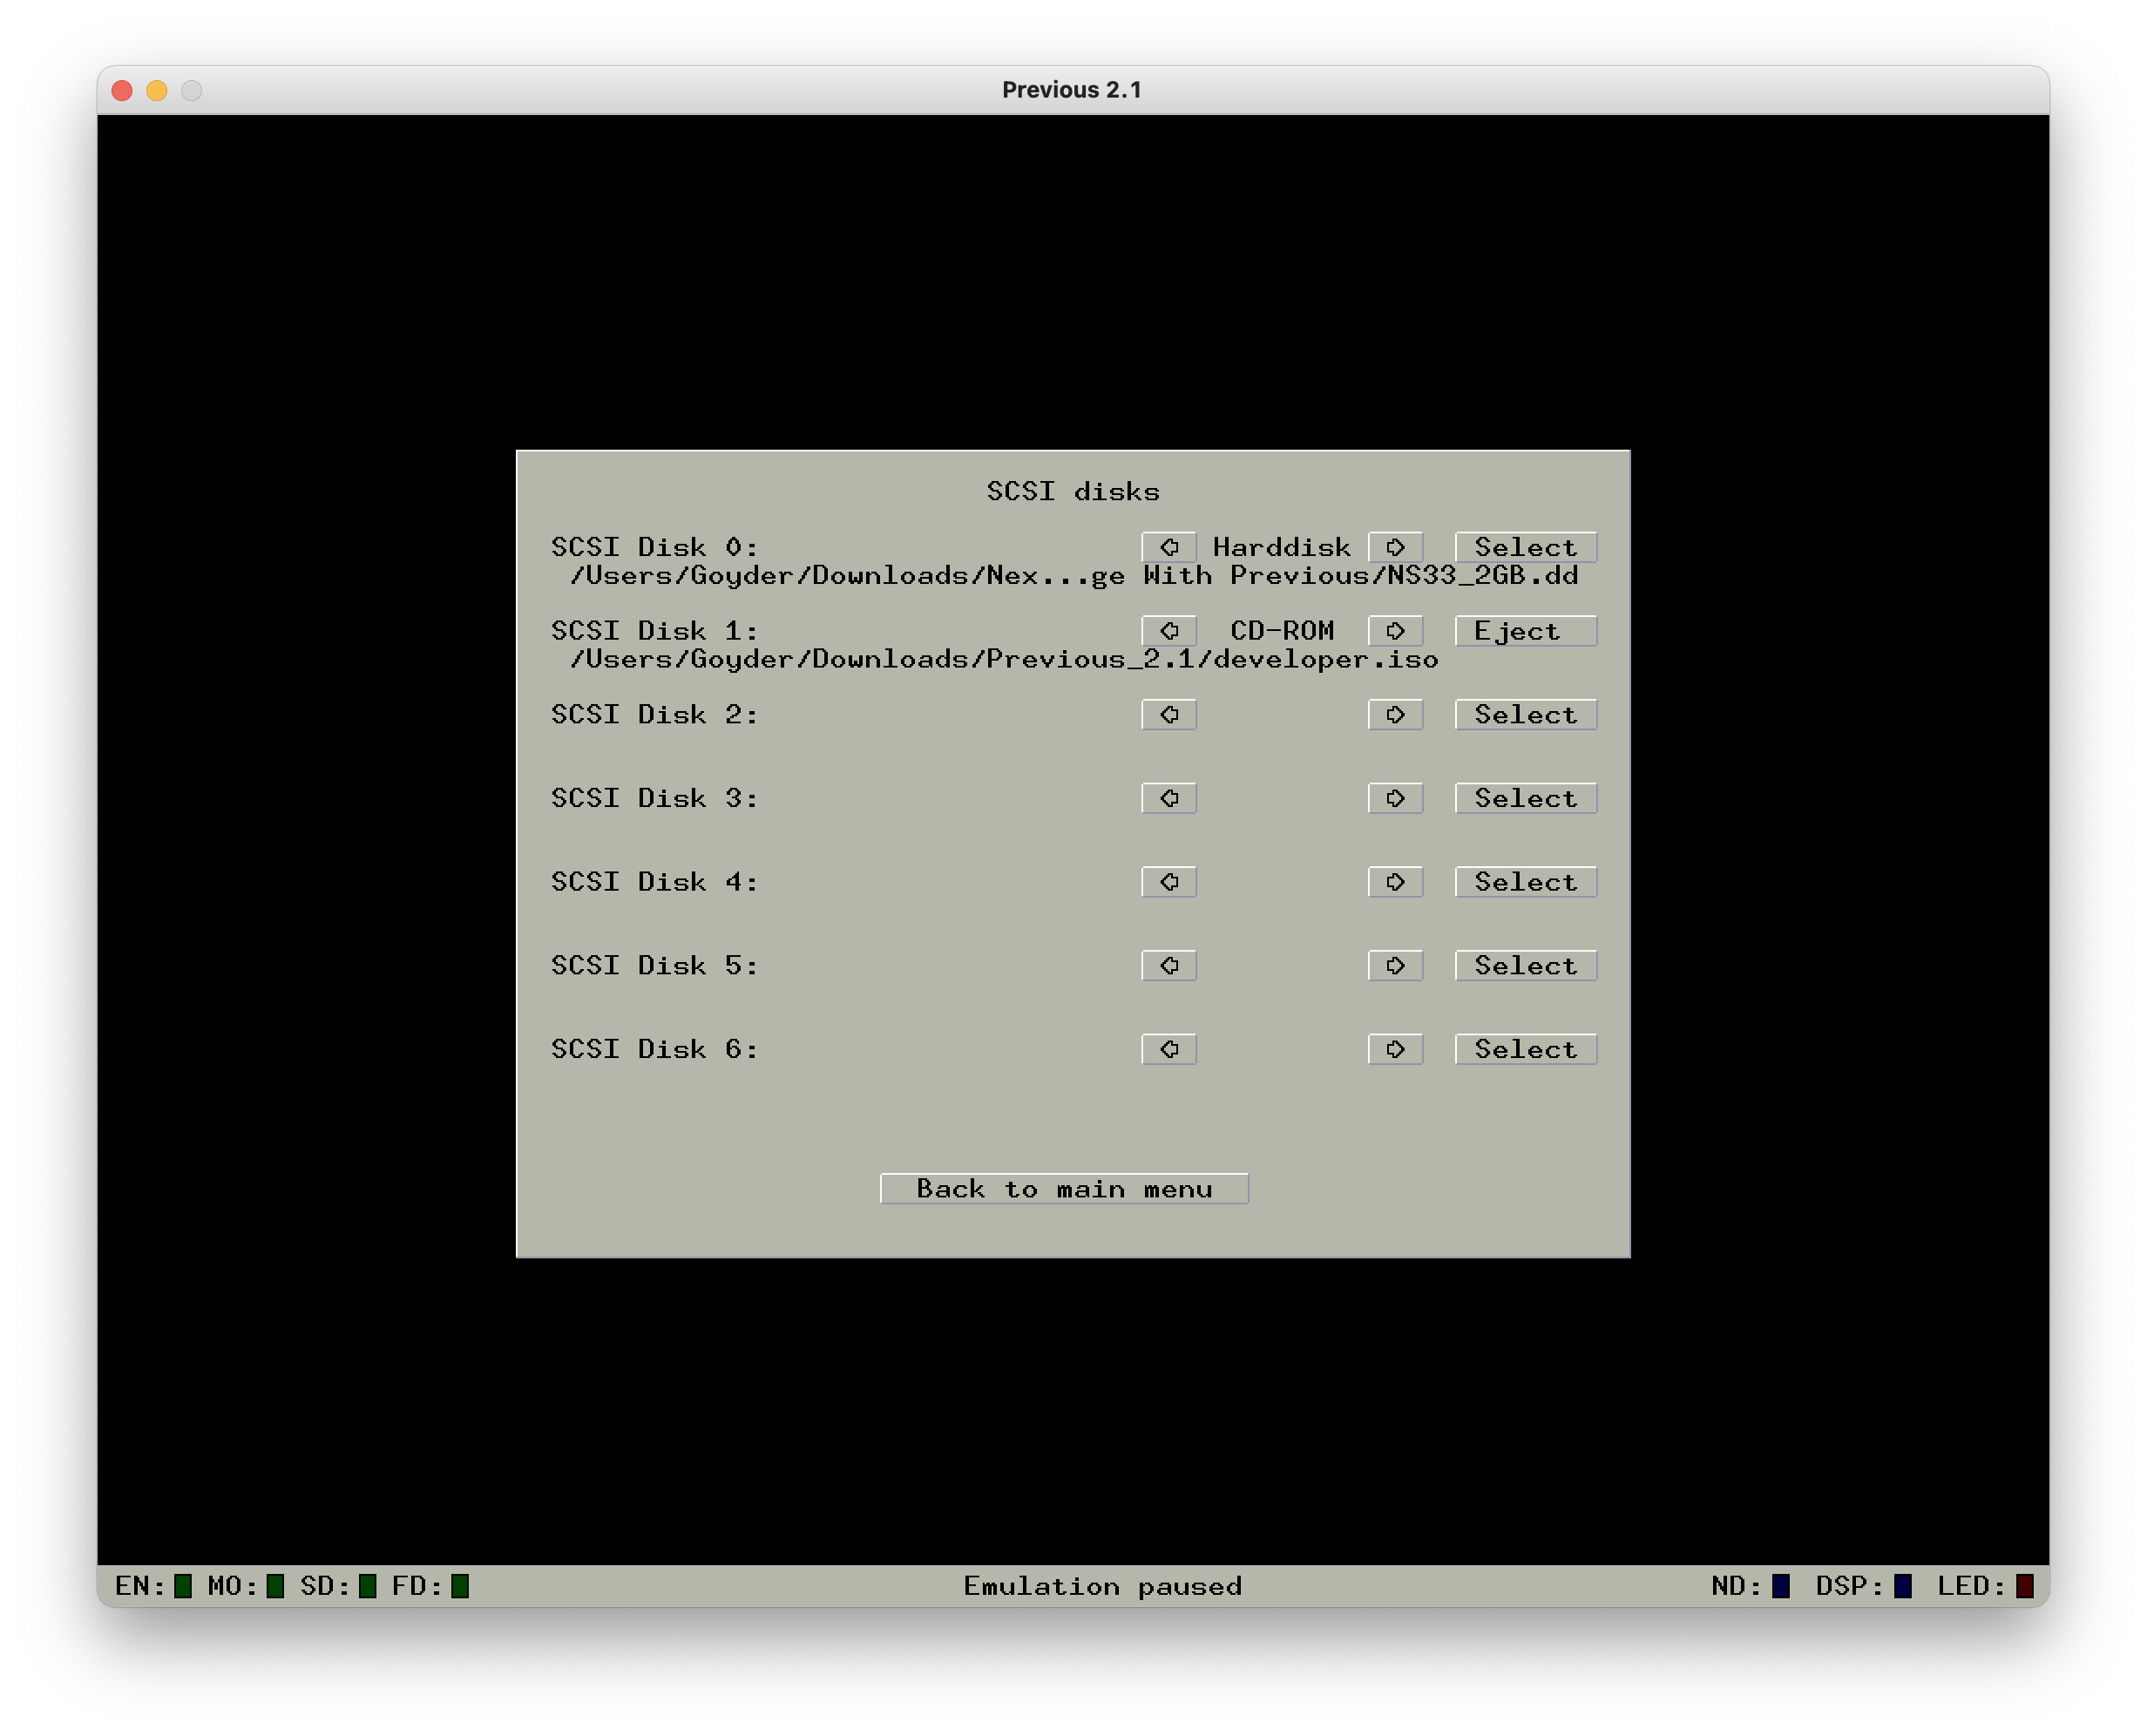 Previous 2.1
SCSI disks
SCSI Disk 0: Harddisk Select
/Users/Goyder/Downloads/Nex...ge With Previous/NS33_2GB.dd
SCSI Disk 1: CD-ROM Eject
/Users/Goyder/Downloads/Previous_2.1/developer.iso
SCSI Disk 2: Select
SCSI Disk 3: Select
SCSI Disk 4: Select
SCSI Disk 5: Select
SCSI Disk 6: Select
Back to main menu
EN: MO: SD: FD: Emulation paused ND: DSP: LED: